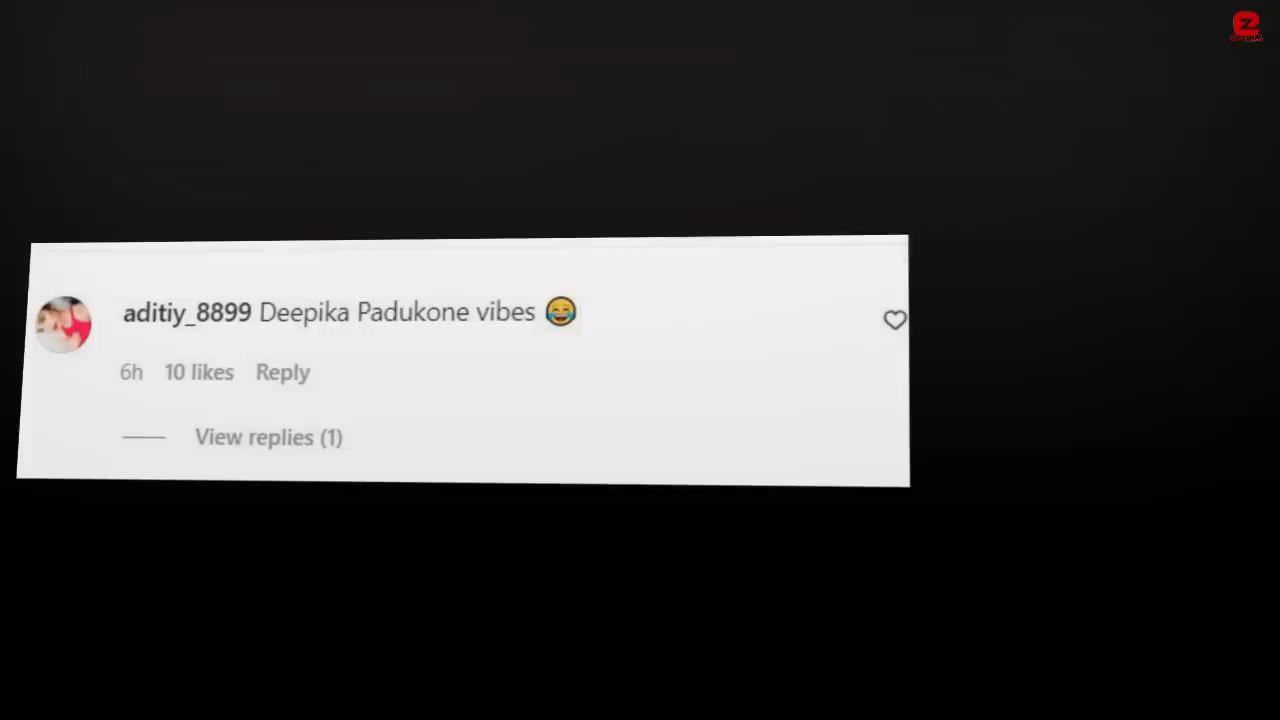 aditiy_8899 Deepika Padukone vibes 😂
6h 10 likes Reply
View replies (1)